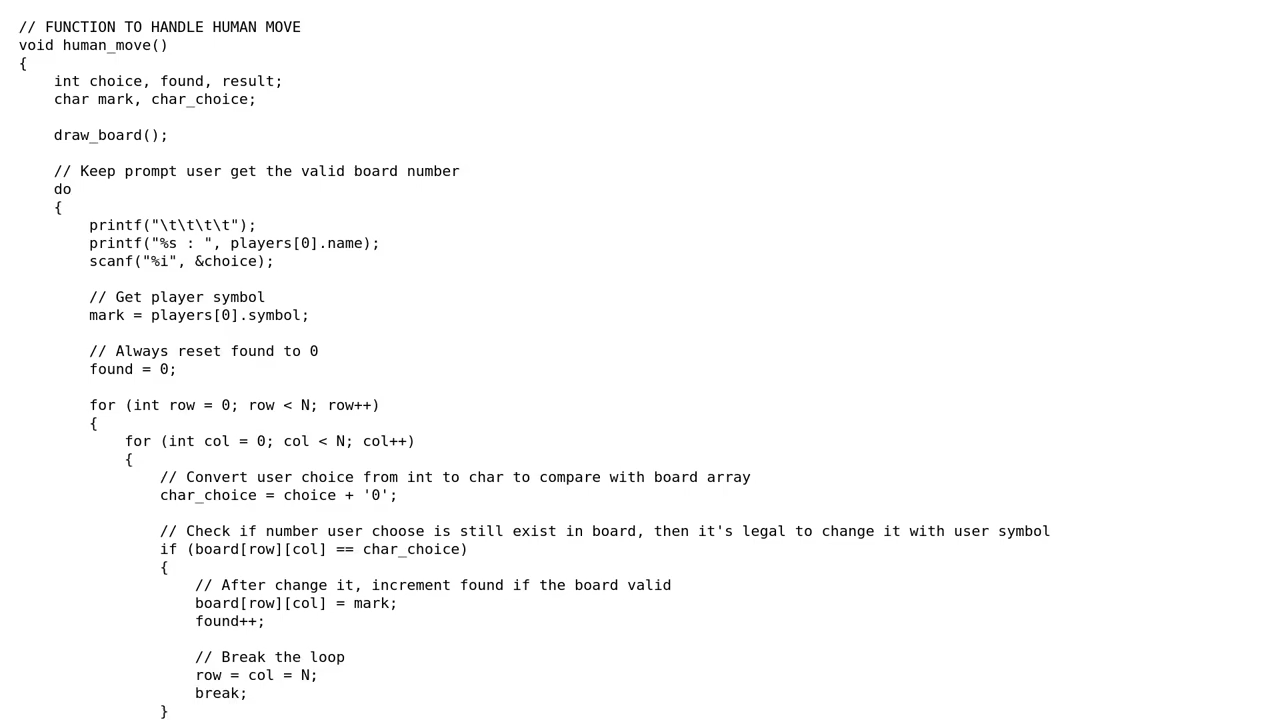 // FUNCTION TO HANDLE HUMAN MOVE
void human_move()
{
    int choice, found, result;
    char mark, char_choice;

    draw_board();

    // Keep prompt user get the valid board number
    do
    {
        printf("\t\t\t\t");
        printf("%s : ", players[0].name);
        scanf("%i", &choice);

        // Get player symbol
        mark = players[0].symbol;

        // Always reset found to 0
        found = 0;

        for (int row = 0; row < N; row++)
        {
            for (int col = 0; col < N; col++)
            {
                // Convert user choice from int to char to compare with board array
                char_choice = choice + '0';

                // Check if number user choose is still exist in board, then it's legal to change it with user symbol
                if (board[row][col] == char_choice)
                {
                    // After change it, increment found if the board valid
                    board[row][col] = mark;
                    found++;

                    // Break the loop
                    row = col = N;
                    break;
                }